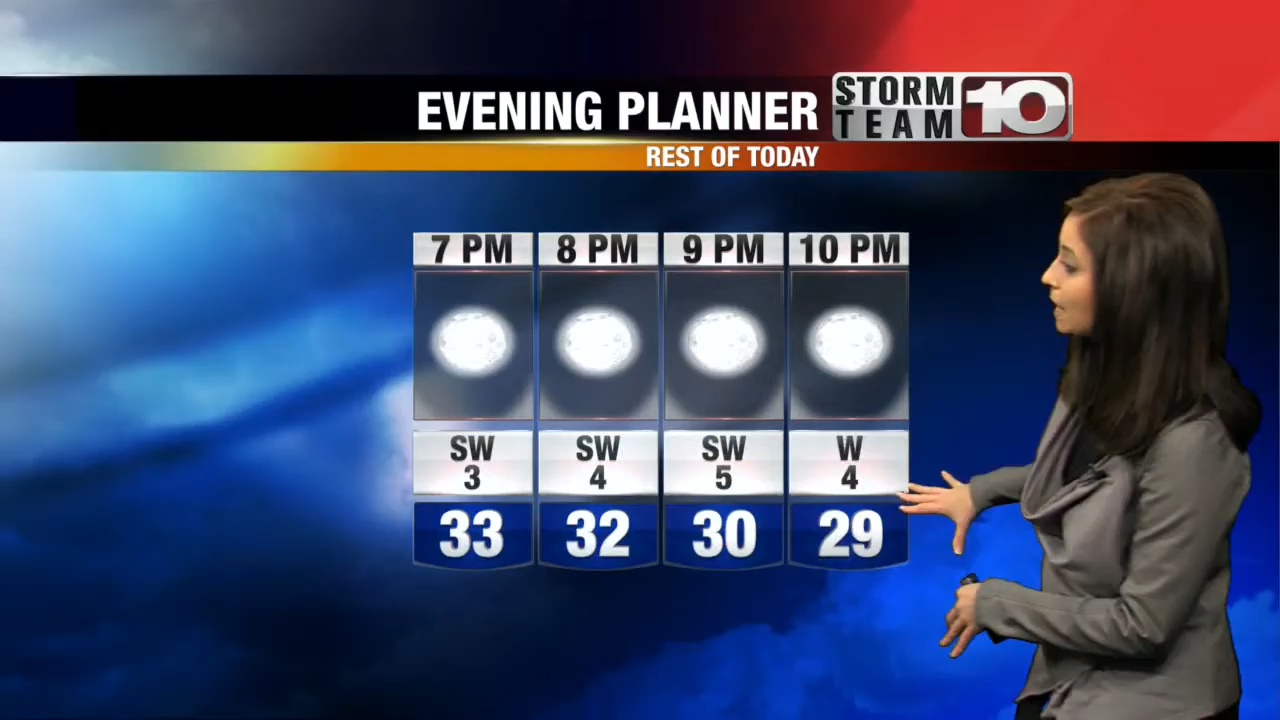 EVENING PLANNER
STORM
TEAM
10
REST OF TODAY
7 PM 8 PM 9 PM 10 PM
SW SW SW W
3 4 5 4
33 32 30 29